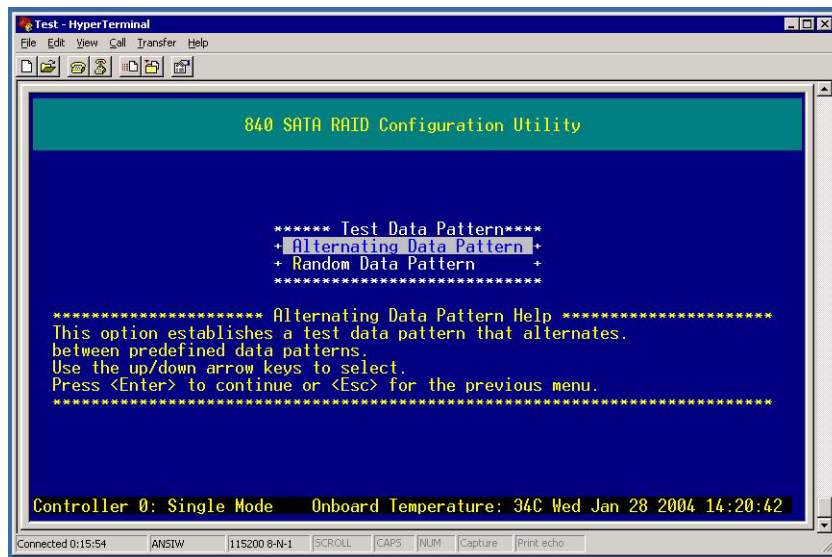 Test - HyperTerminal
File Edit View Call Transfer Help
840 SATA RAID Configuration Utility
****** Test Data Pattern****
+ Alternating Data Pattern +
+ Random Data Pattern +
****************************
********************** Alternating Data Pattern Help **********************
This option establishes a test data pattern that alternates.
between predefined data patterns.
Use the up/down arrow keys to select.
Press <Enter> to continue or <Esc> for the previous menu.
***************************************************************************
Controller 0: Single Mode Onboard Temperature: 34C Wed Jan 28 2004 14:20:42
Connected 0:15:54 ANSIW 115200 8-N-1 SCROLL CAPS NUM Capture Print echo